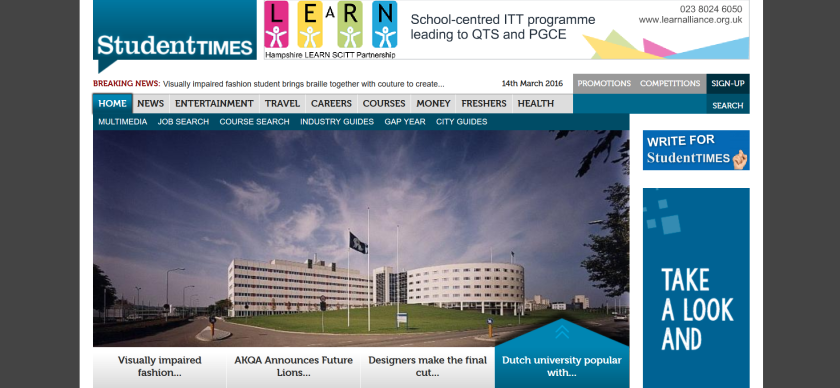 LEARN
Hampshire LEARN SCITT Partnership
School-centred ITT programme
leading to QTS and PGCE
023 8024 6050
www.learnalliance.org.uk
StudentTIMES
BREAKING NEWS: Visually impaired fashion student brings braille together with couture to create...
14th March 2016
PROMOTIONS COMPETITIONS SIGN-UP
HOME NEWS ENTERTAINMENT TRAVEL CAREERS COURSES MONEY FRESHERS HEALTH
SEARCH
MULTIMEDIA JOB SEARCH COURSE SEARCH INDUSTRY GUIDES GAP YEAR CITY GUIDES
WRITE FOR
StudentTIMES
TAKE
A LOOK
AND
Visually impaired
fashion...
AKQA Announces Future
Lions...
Designers make the final
cut...
Dutch university popular
with...